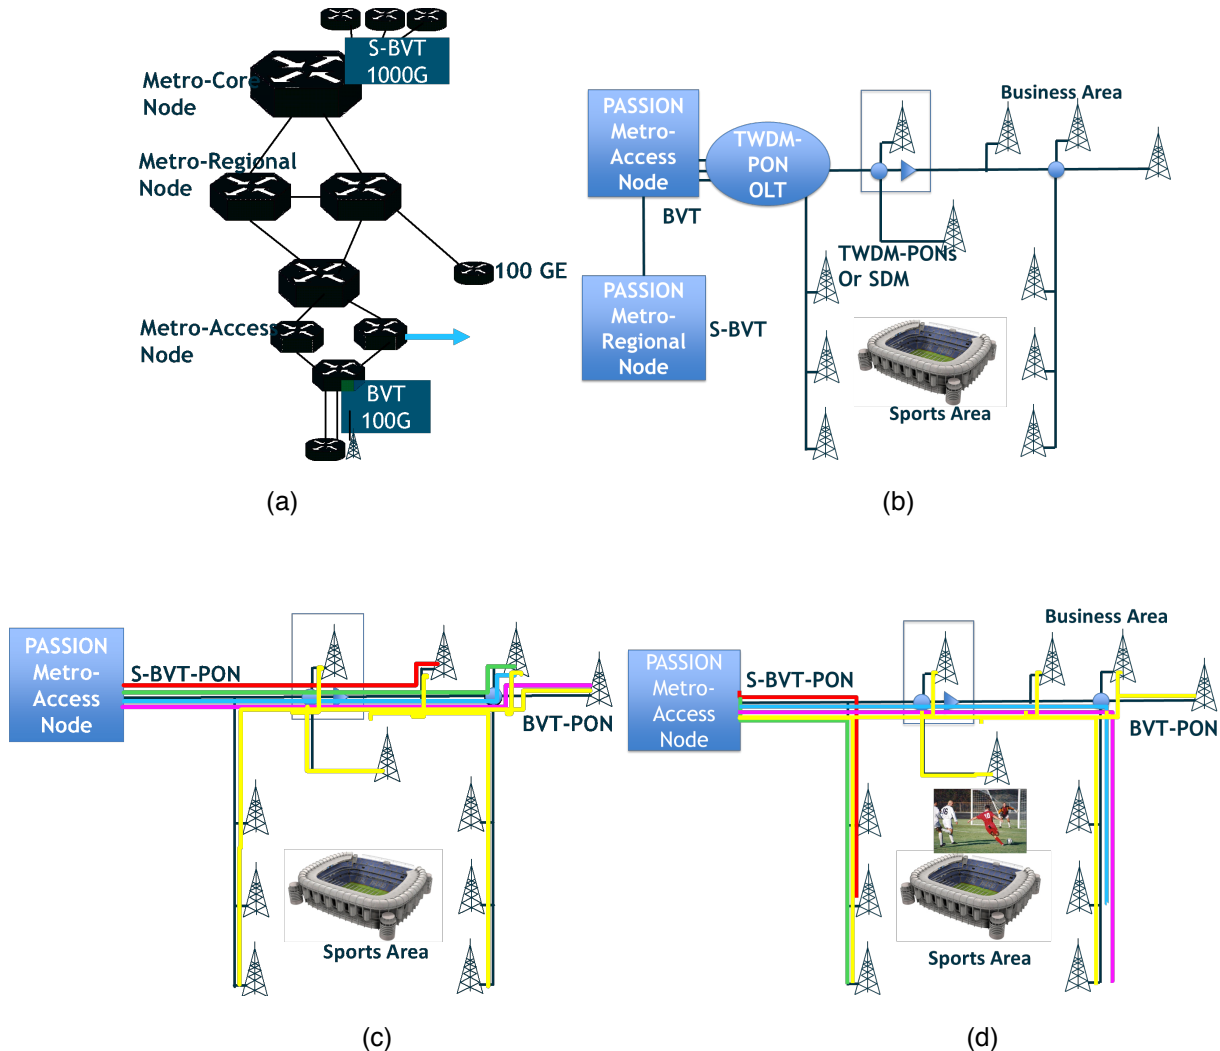 S-BVT
1000G
Metro-Core
Node
Metro-Regional
Node
100 GE
Metro-Access
Node
BVT
100G
(a)
PASSION
Metro-
Access
Node
TWDM-
PON
OLT
Business Area
BVT
TWDM-PONs
Or SDM
PASSION
Metro-
Regional
Node
S-BVT
Sports Area
(b)
PASSION
Metro-
Access
Node
S-BVT-PON
BVT-PON
Sports Area
(c)
Business Area
PASSION
Metro-
Access
Node
S-BVT-PON
BVT-PON
Sports Area
(d)